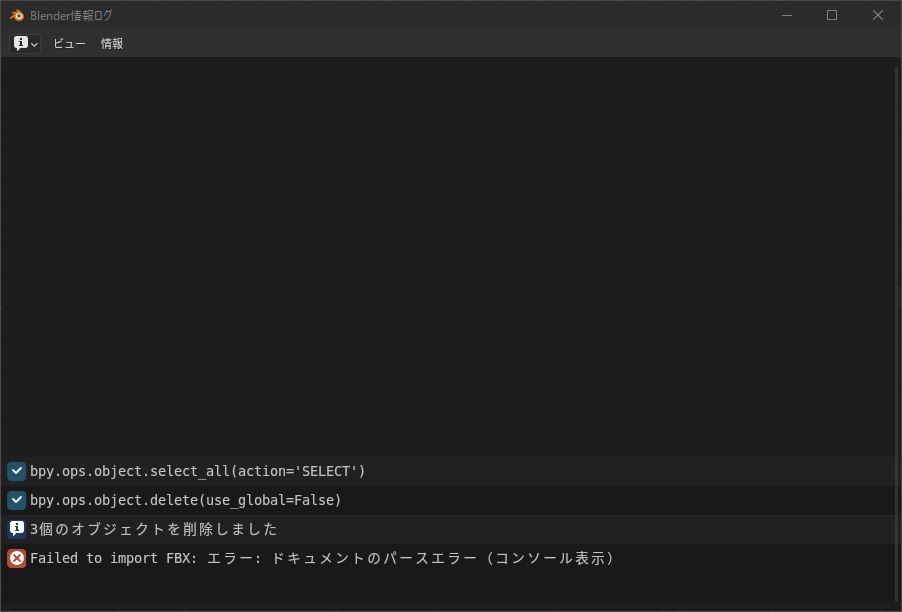 Blender情報ログ
ビュー 情報
bpy.ops.object.select_all(action='SELECT')
bpy.ops.object.delete(use_global=False)
3個のオブジェクトを削除しました
Failed to import FBX: エラー: ドキュメントのパースエラー（コンソール表示）